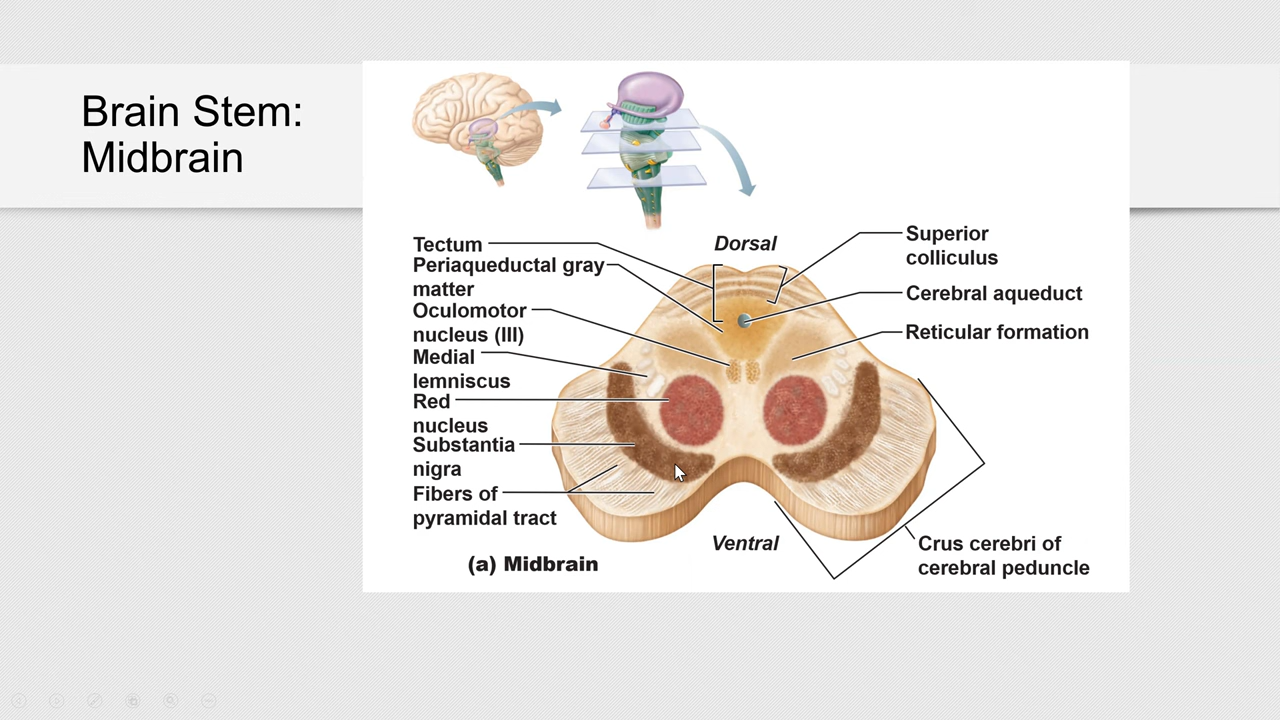 Brain Stem:
Midbrain
Dorsal
Tectum
Periaqueductal gray
matter
Oculomotor
nucleus (III)
Medial
lemniscus
Red
nucleus
Substantia
nigra
Fibers of
pyramidal tract
Superior
colliculus
Cerebral aqueduct
Reticular formation
Ventral
Crus cerebri of
cerebral peduncle
(a) Midbrain